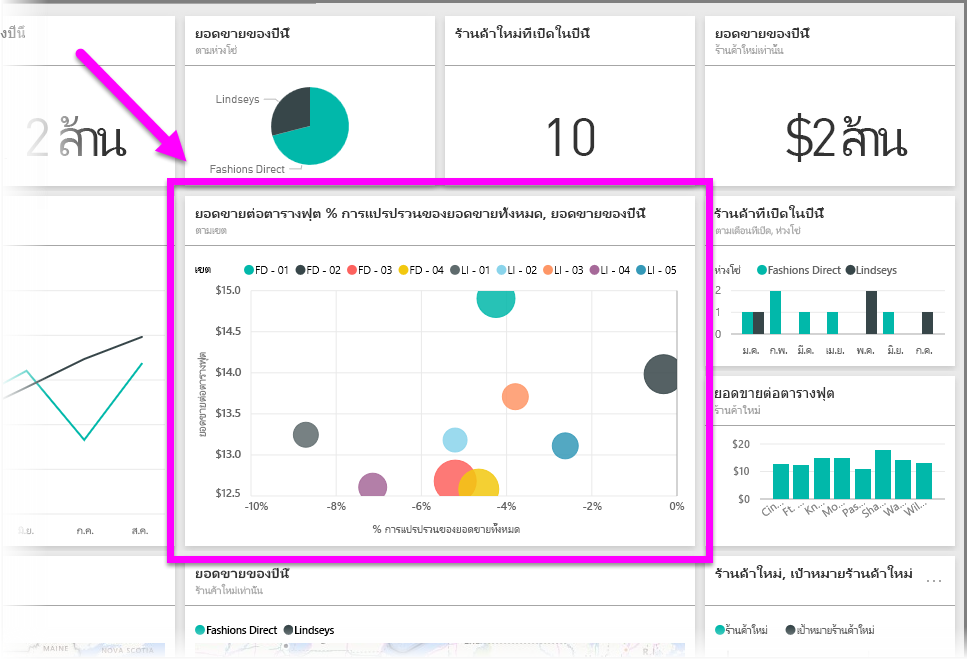 องปีนี้
2 ล้าน
มิ.ย. ก.ค. ส.ค.
MAINE NOVA SCOTIA
ยอดขายของปีนี้
ตามห่วงโซ่
Lindseys
Fashions Direct
ร้านค้าใหม่ที่เปิดในปีนี้
10
ยอดขายของปีนี้
ร้านค้าใหม่เท่านั้น
$2 ล้าน
ยอดขายต่อตารางฟุต % การแปรปรวนของยอดขายทั้งหมด, ยอดขายของปีนี้
ตามเขต
เขต FD - 01 FD - 02 FD - 03 FD - 04 LI - 01 LI - 02 LI - 03 LI - 04 LI - 05
ยอดขายต่อตารางฟุต
$15.0
$14.5
$14.0
$13.5
$13.0
$12.5
-10% -8% -6% -4% -2% 0%
% การแปรปรวนของยอดขายทั้งหมด
ร้านค้าที่เปิดในปีนี้
ตามเดือนที่เปิด, ห่วงโซ่
ห่วงโซ่ Fashions Direct Lindseys
2
1
0
ม.ค. ก.พ. มี.ค. เม.ย. พ.ค. มิ.ย. ก.ค.
ยอดขายต่อตารางฟุต
ร้านค้าใหม่
$20
$10
$0
Cin... Ft. ... Kn... Mo... Pas... Sha... Wa... Wil...
ยอดขายของปีนี้
ร้านค้าใหม่เท่านั้น
Fashions Direct Lindseys
ร้านค้าใหม่, เป้าหมายร้านค้าใหม่ ...
ร้านค้าใหม่ เป้าหมายร้านค้าใหม่